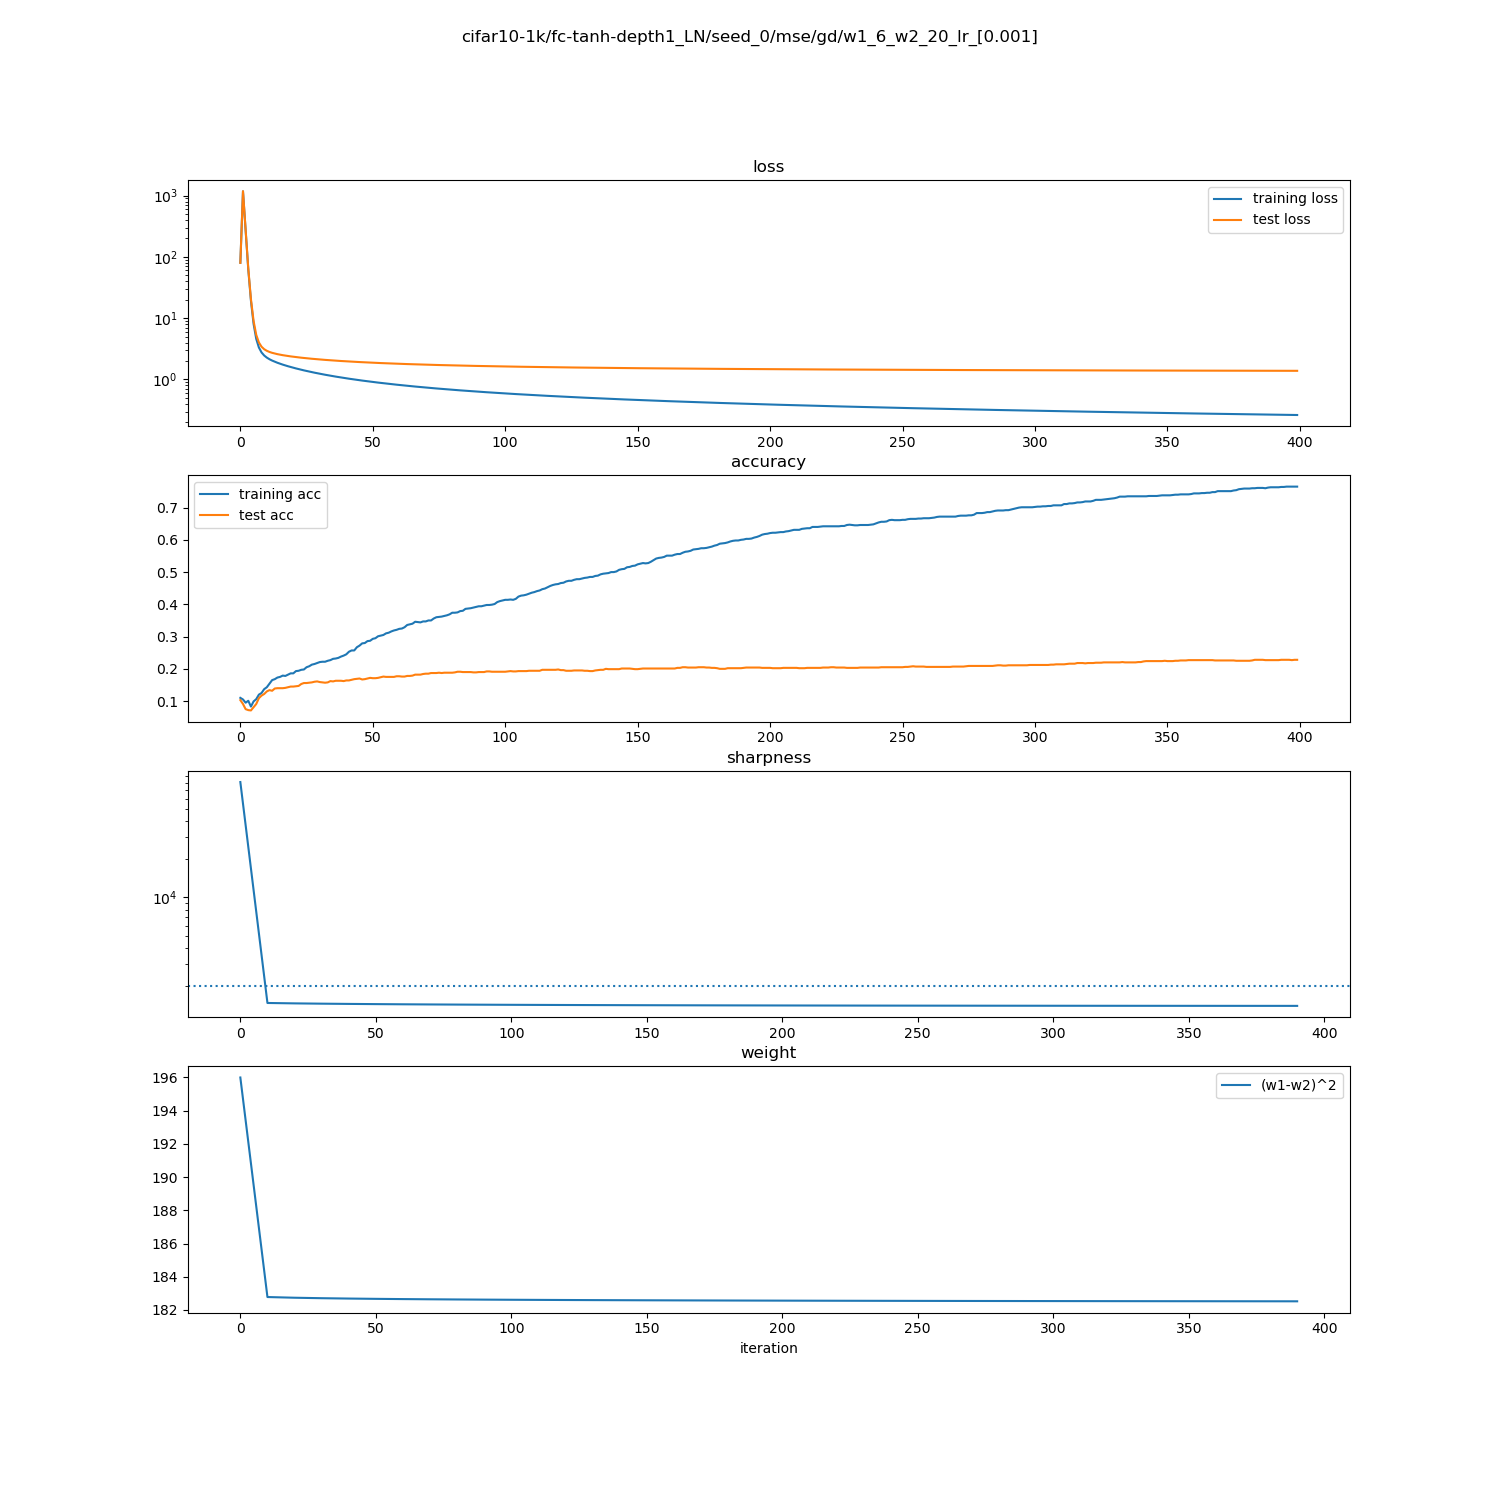 cifar10-1k/fc-tanh-depth1_LN/seed_0/mse/gd/w1_6_w2_20_lr_[0.001]
loss
10^3
10^2
10^1
10^0
training loss
test loss
0 50 100 150 200 250 300 350 400
accuracy
0.7
0.6
0.5
0.4
0.3
0.2
0.1
training acc
test acc
0 50 100 150 200 250 300 350 400
sharpness
10^4
0 50 100 150 200 250 300 350 400
weight
196
194
192
190
188
186
184
182
(w1-w2)^2
0 50 100 150 200 250 300 350 400
iteration